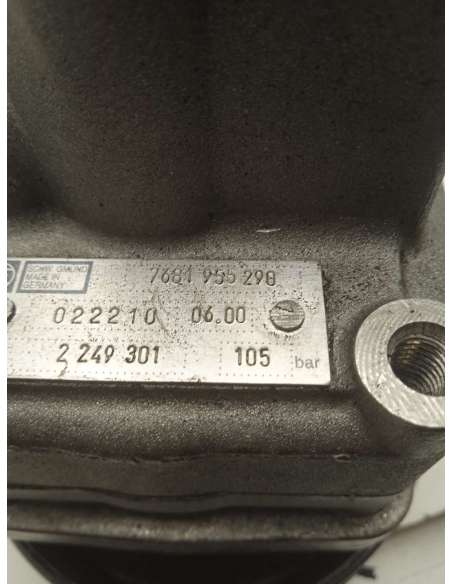 SCHW. GMÜND
MADE IN
GERMANY
7681 955 298
022210 06.00
2 249 301 105 bar